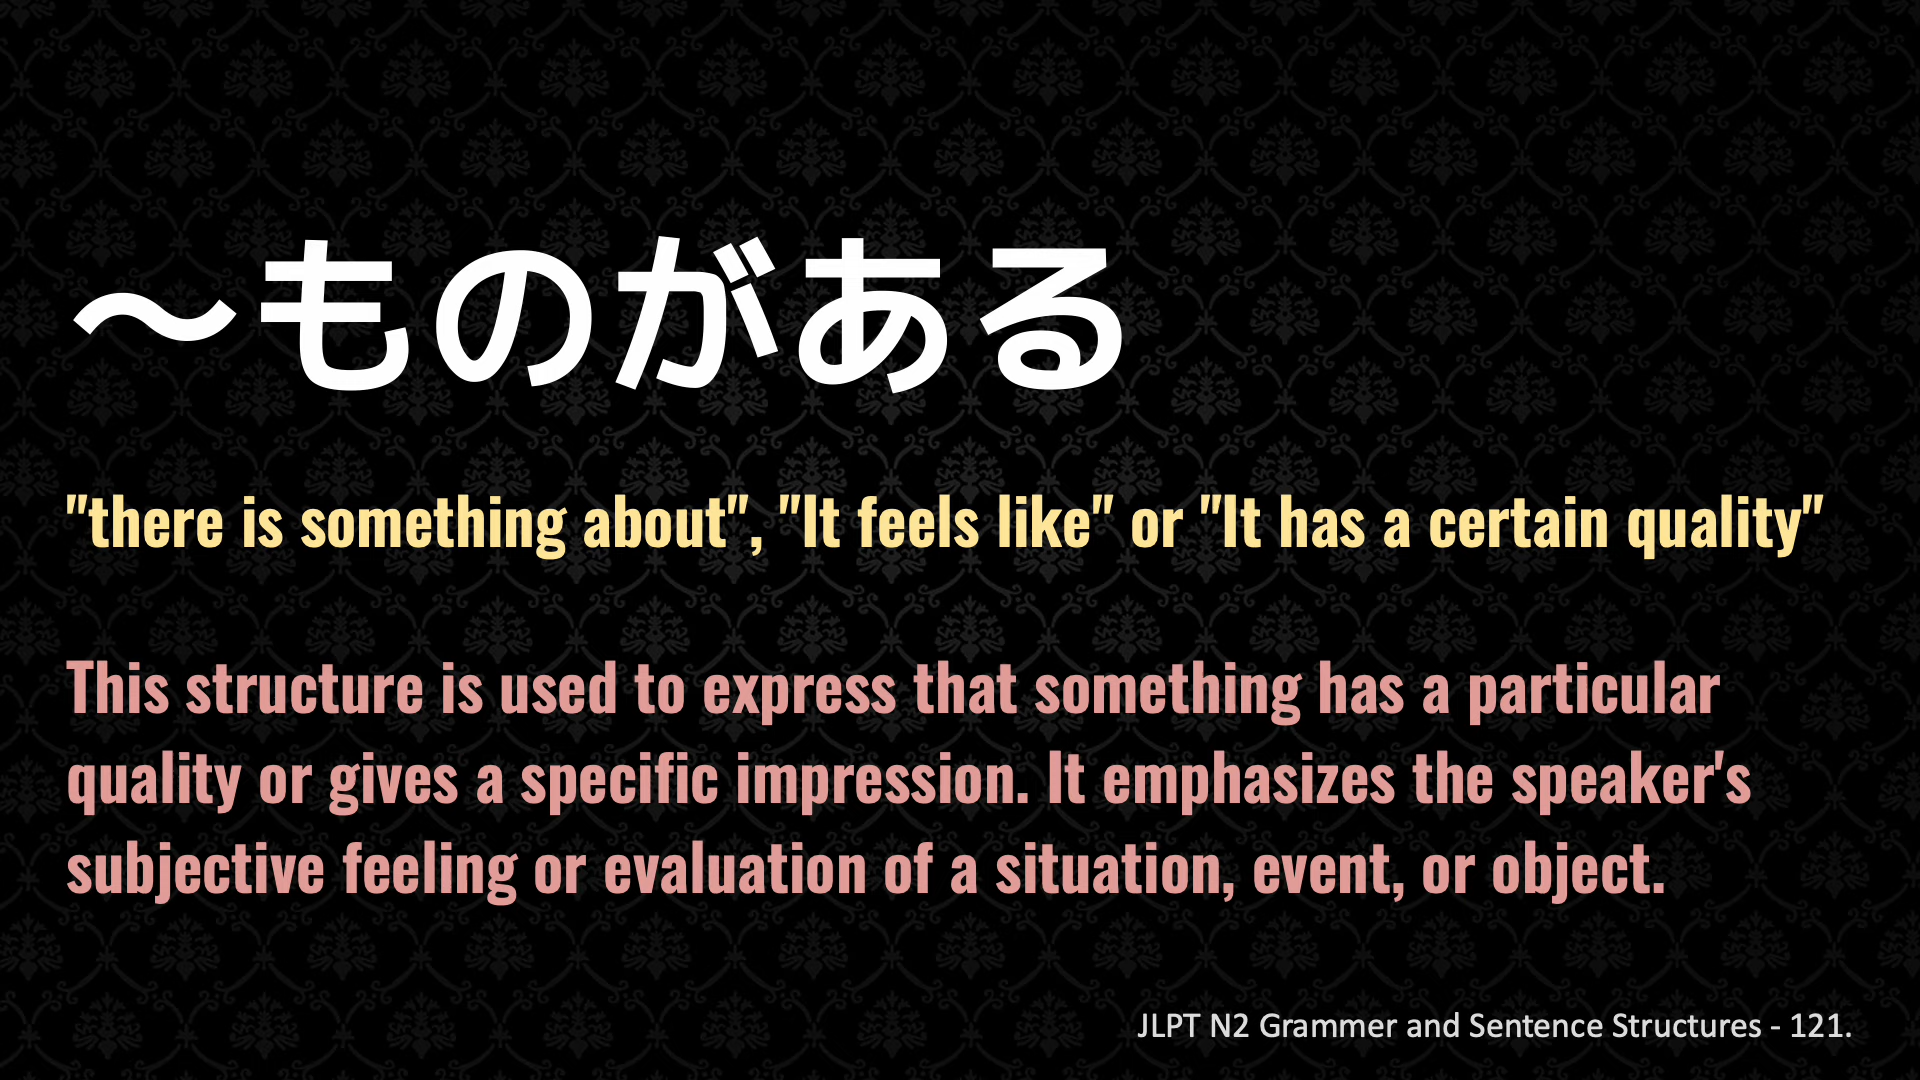 ～ものがある
"there is something about", "It feels like" or "It has a certain quality"
This structure is used to express that something has a particular
quality or gives a specific impression. It emphasizes the speaker's
subjective feeling or evaluation of a situation, event, or object.
JLPT N2 Grammer and Sentence Structures - 121.